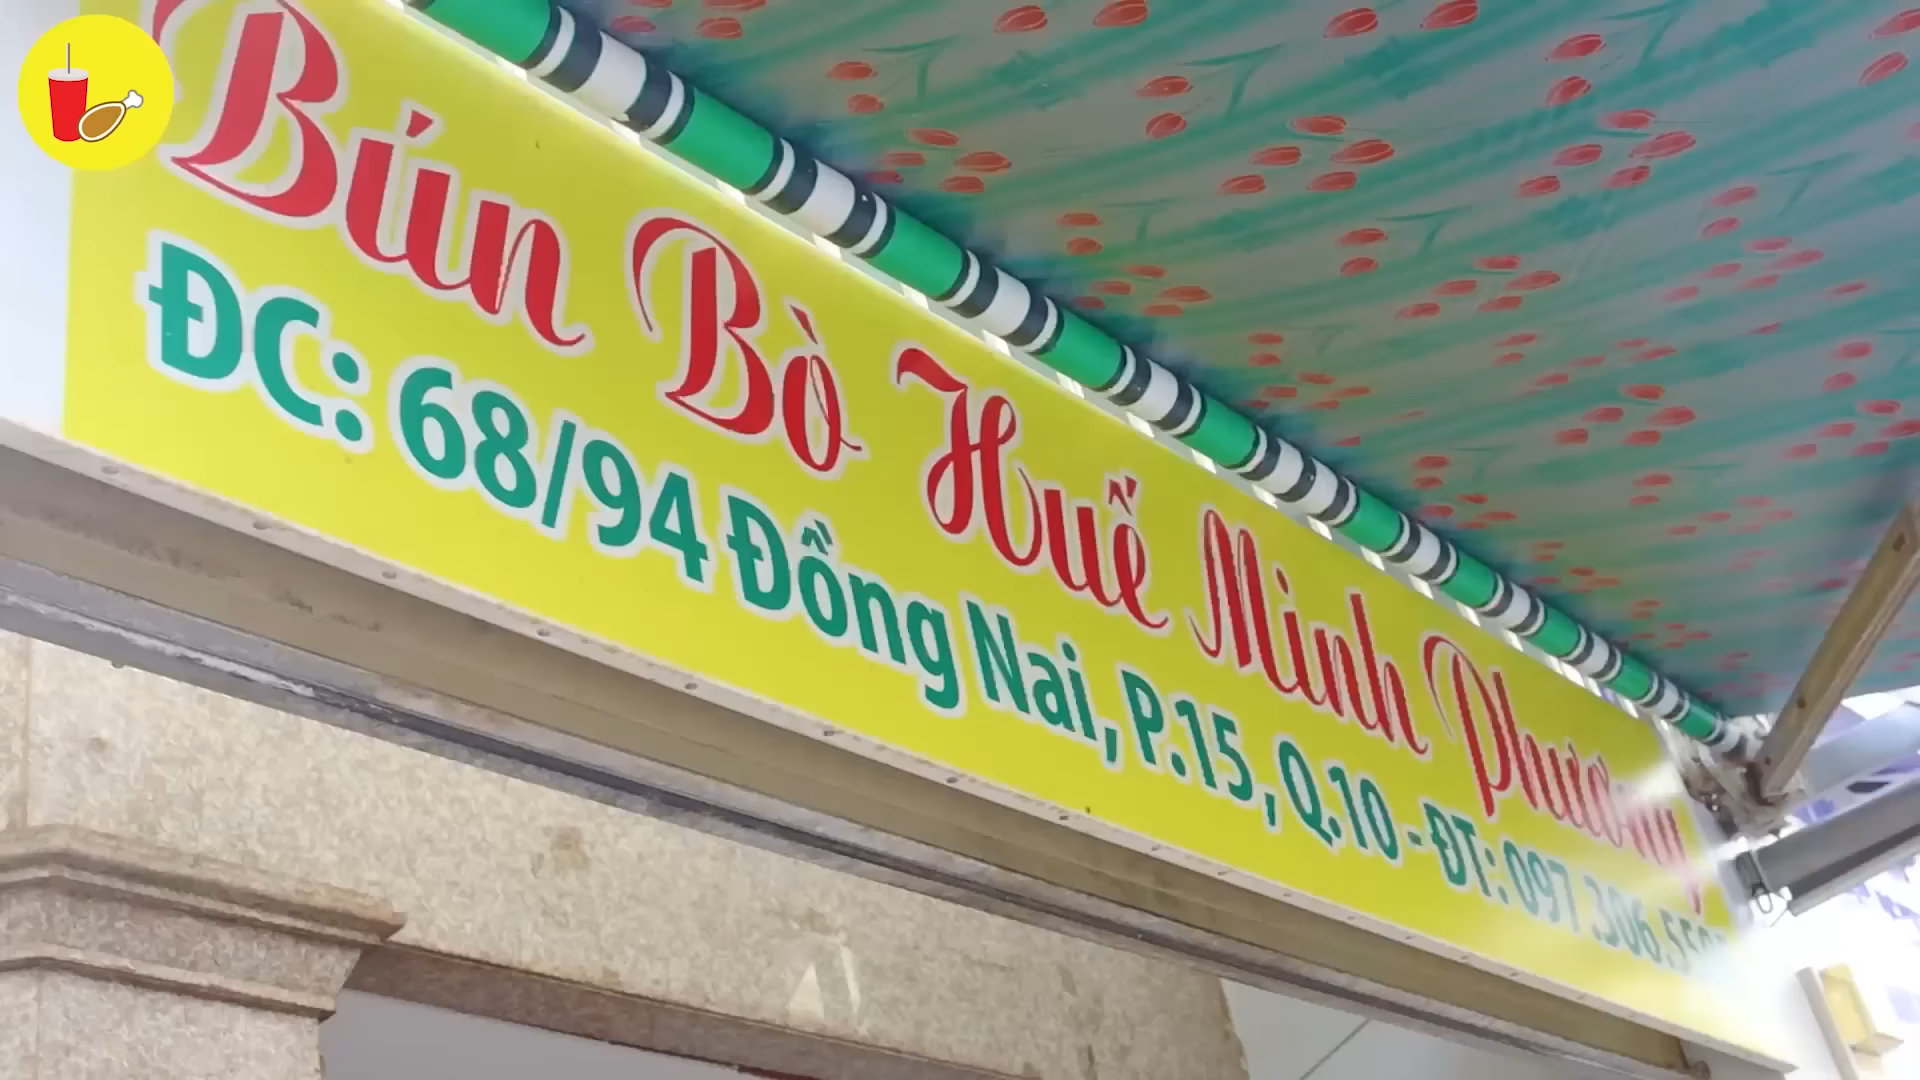 Bún Bò Huế Minh Phương
ĐC: 68/94 Đồng Nai, P.15, Q.10 - ĐT: 097.306.